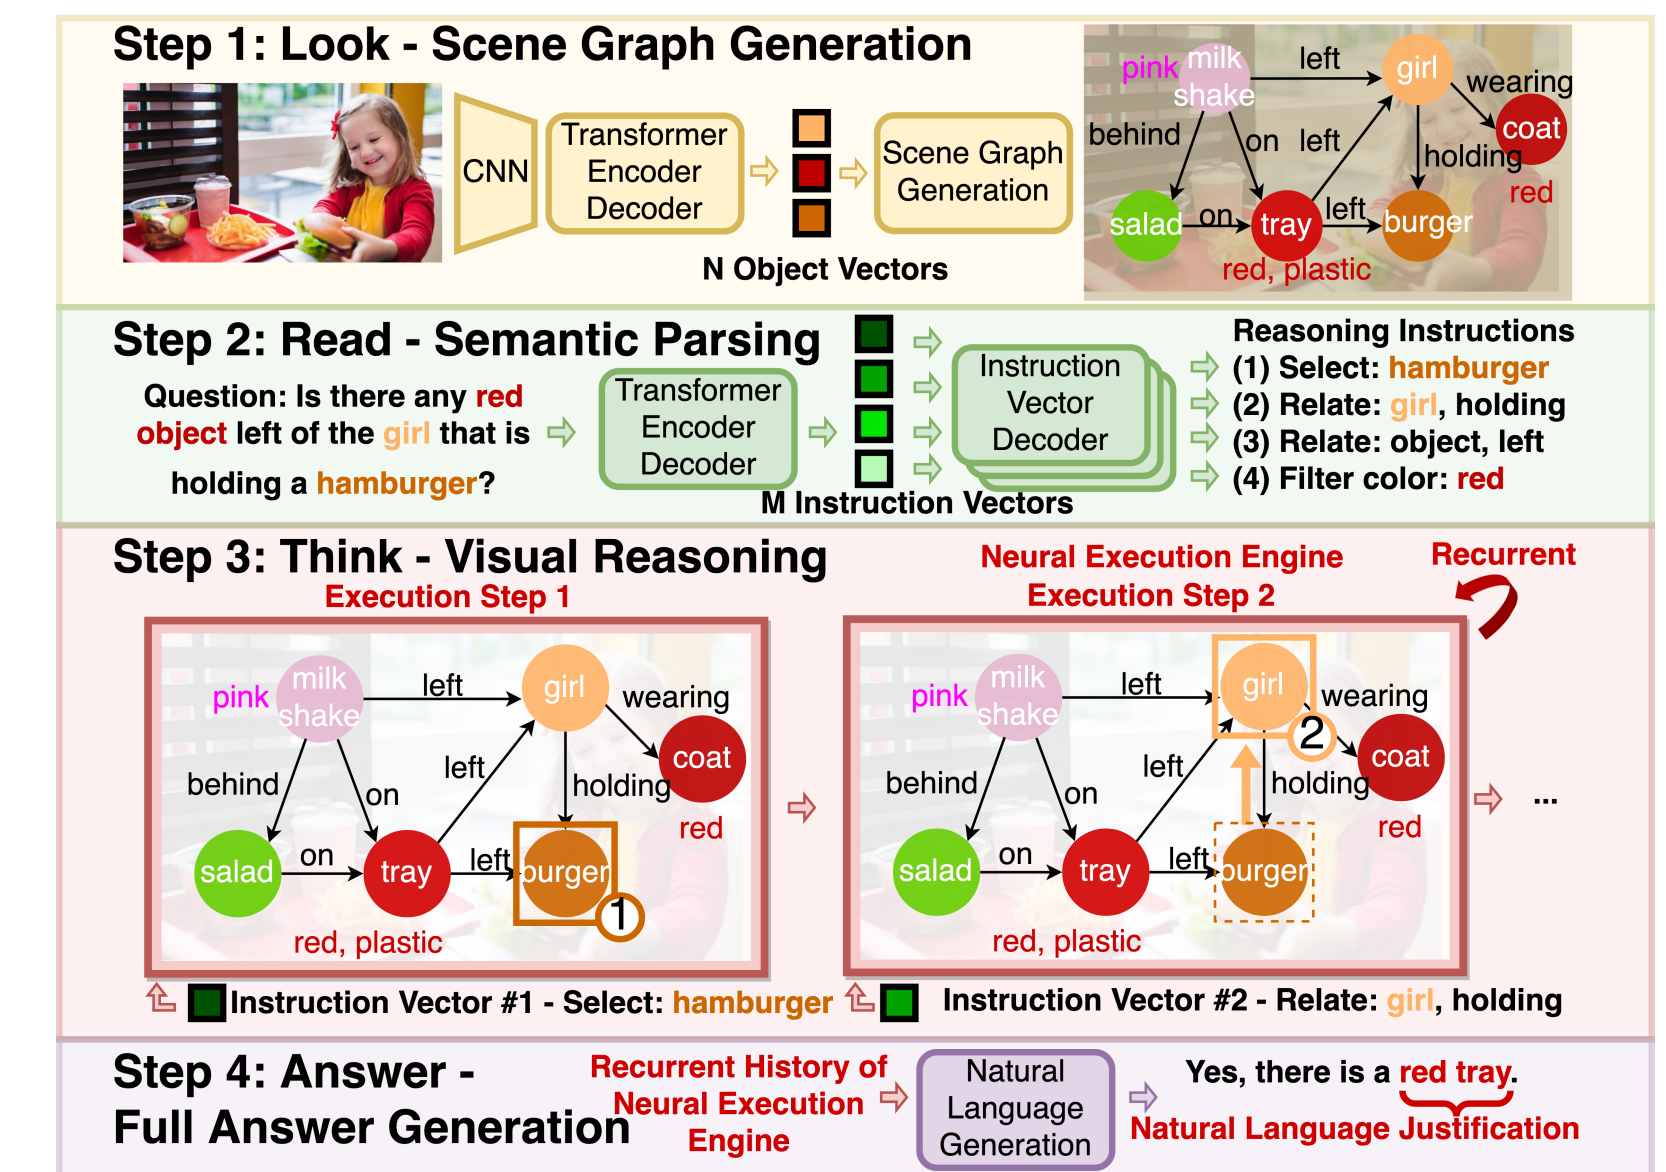 Step 1: Look - Scene Graph Generation
CNN
Transformer
Encoder
Decoder
N Object Vectors
Scene Graph
Generation
pink
milk
shake
left
girl
wearing
coat
behind
on
left
holding
red
salad
on
tray
left
burger
red, plastic
Step 2: Read - Semantic Parsing
Question: Is there any red
object left of the girl that is
holding a hamburger?
Transformer
Encoder
Decoder
M Instruction Vectors
Instruction
Vector
Decoder
Reasoning Instructions
(1) Select: hamburger
(2) Relate: girl, holding
(3) Relate: object, left
(4) Filter color: red
Step 3: Think - Visual Reasoning
Neural Execution Engine
Recurrent
Execution Step 1
pink
milk
shake
left
girl
wearing
coat
behind
on
left
holding
red
salad
on
tray
left
burger
1
red, plastic
Instruction Vector #1 - Select: hamburger
Execution Step 2
pink
milk
shake
left
girl
2
wearing
coat
behind
on
left
holding
red
salad
on
tray
left
burger
red, plastic
...
Instruction Vector #2 - Relate: girl, holding
Step 4: Answer -
Full Answer Generation
Recurrent History of
Neural Execution
Engine
Natural
Language
Generation
Yes, there is a red tray.
Natural Language Justification